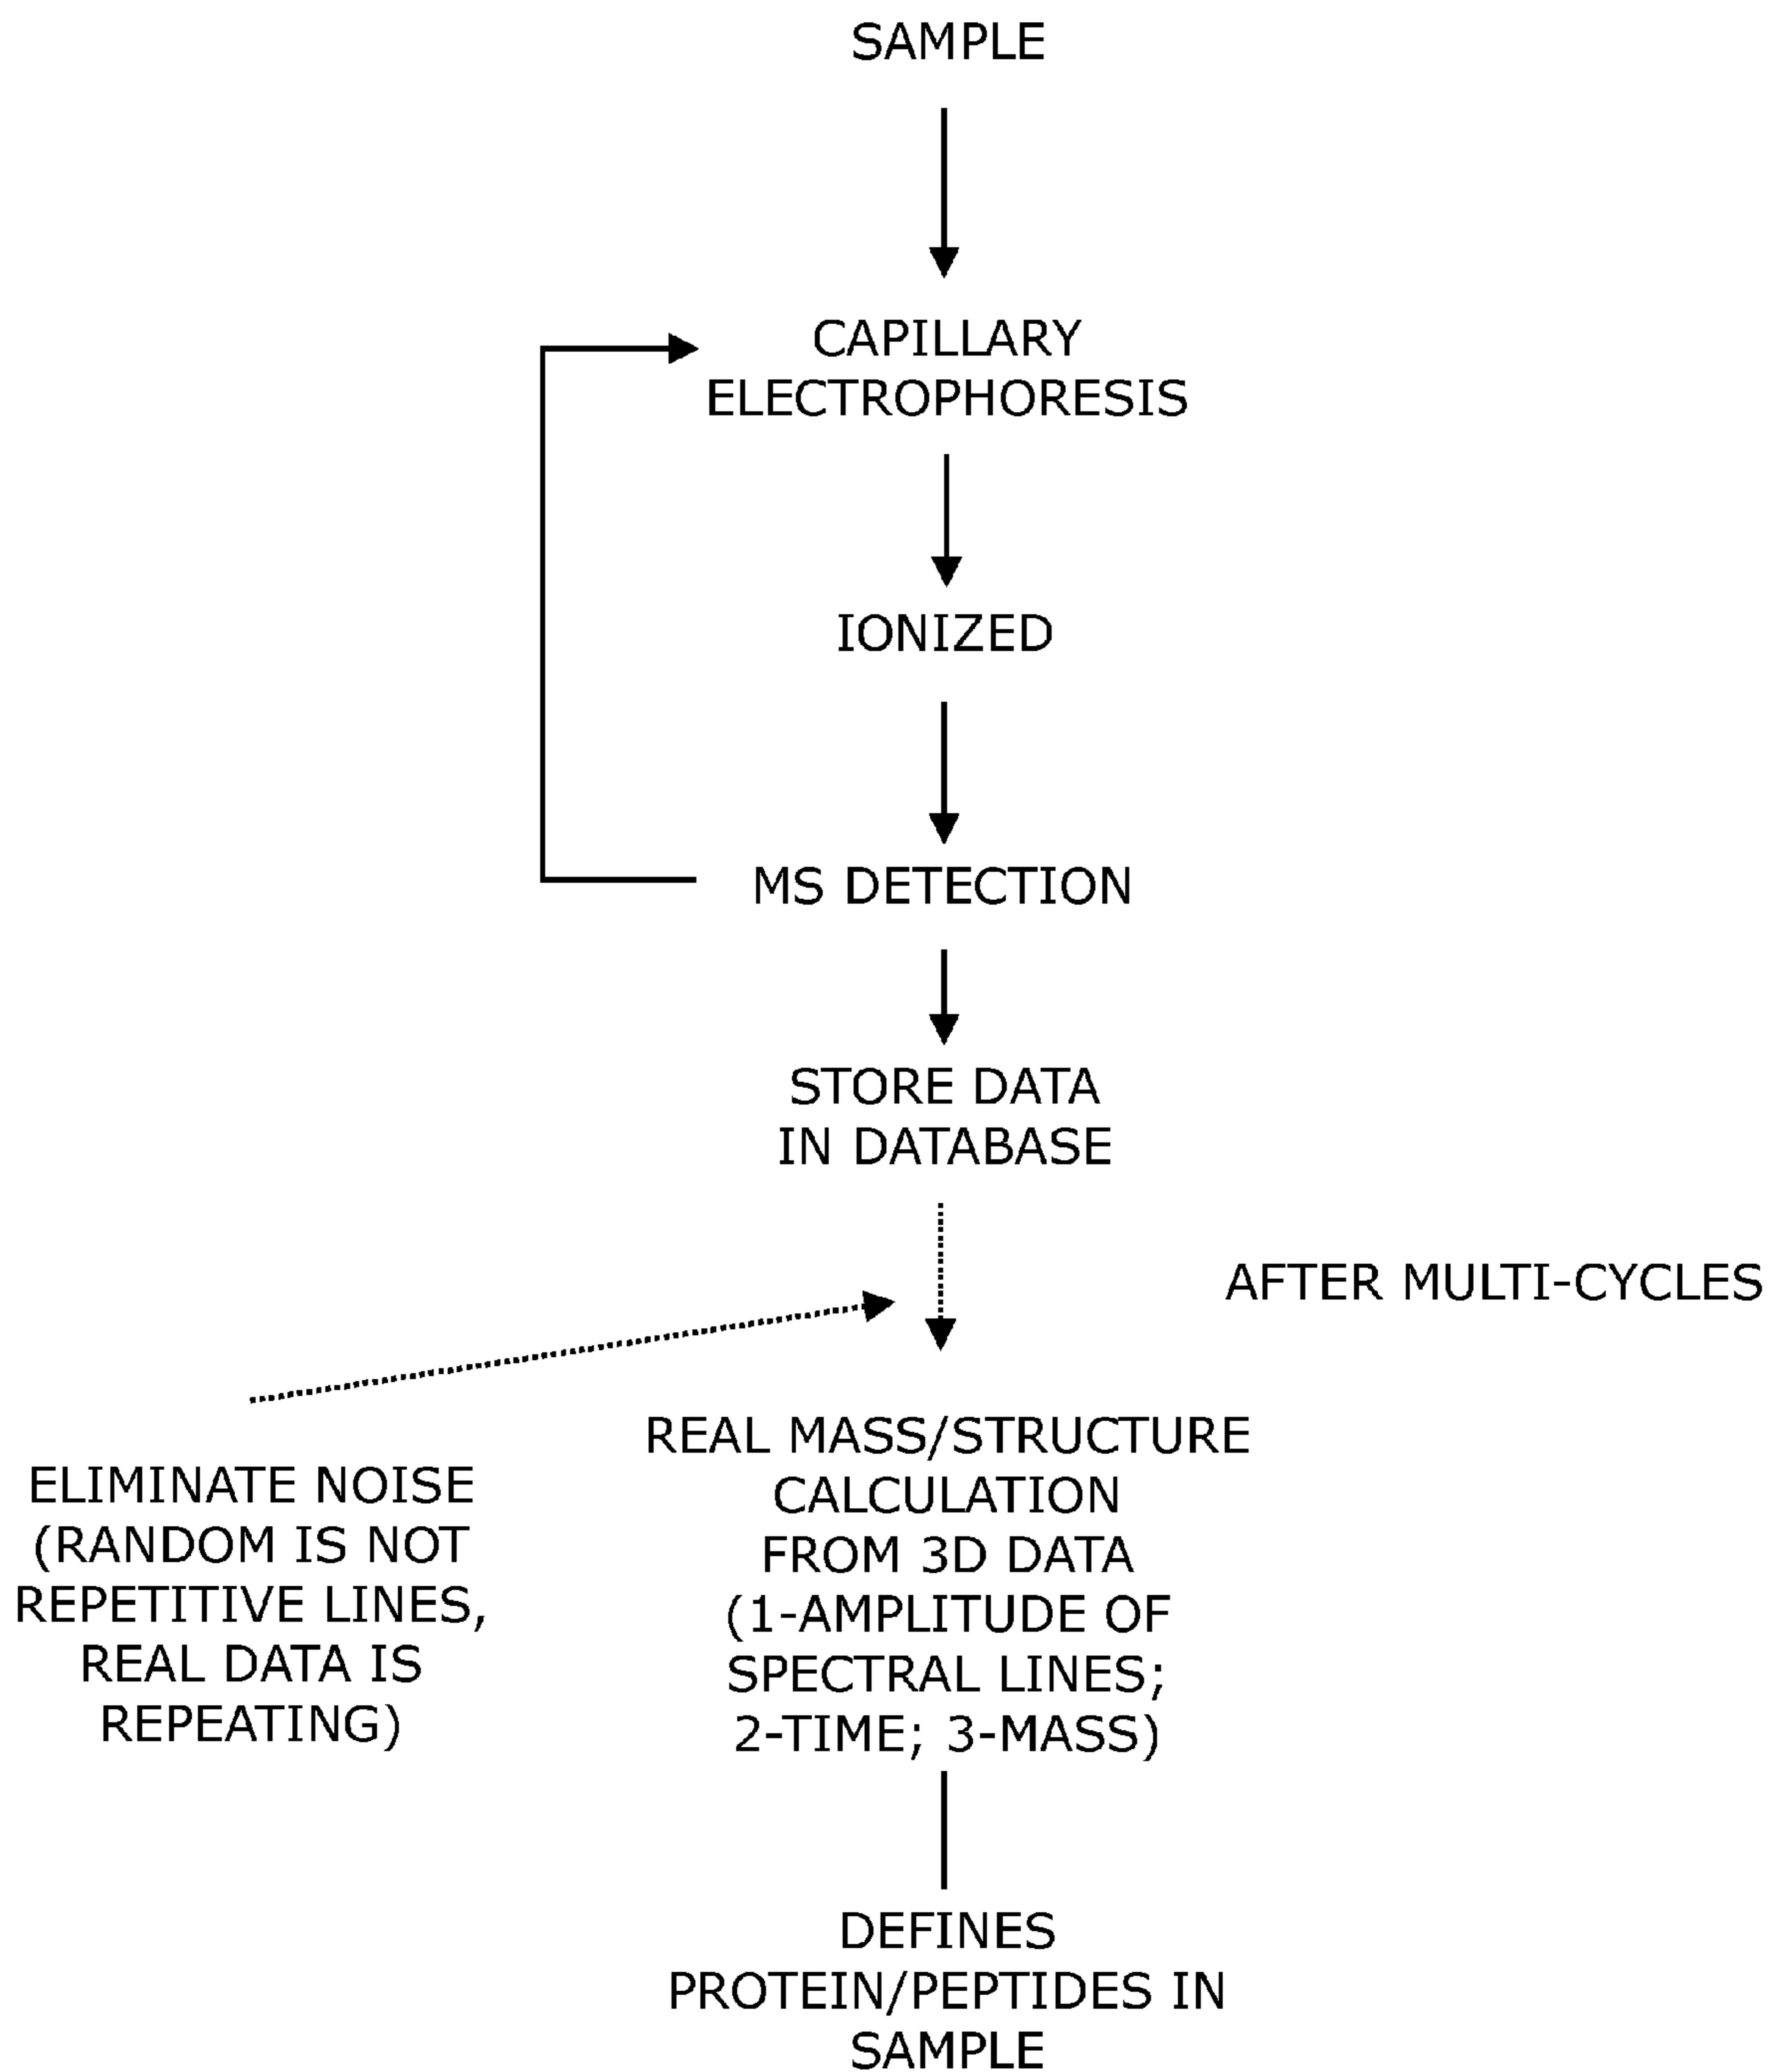 SAMPLE
CAPILLARY
ELECTROPHORESIS
IONIZED
MS DETECTION
STORE DATA
IN DATABASE
AFTER MULTI-CYCLES
ELIMINATE NOISE
(RANDOM IS NOT
REPETITIVE LINES,
REAL DATA IS
REPEATING)
REAL MASS/STRUCTURE
CALCULATION
FROM 3D DATA
(1-AMPLITUDE OF
SPECTRAL LINES;
2-TIME; 3-MASS)
DEFINES
PROTEIN/PEPTIDES IN
SAMPLE